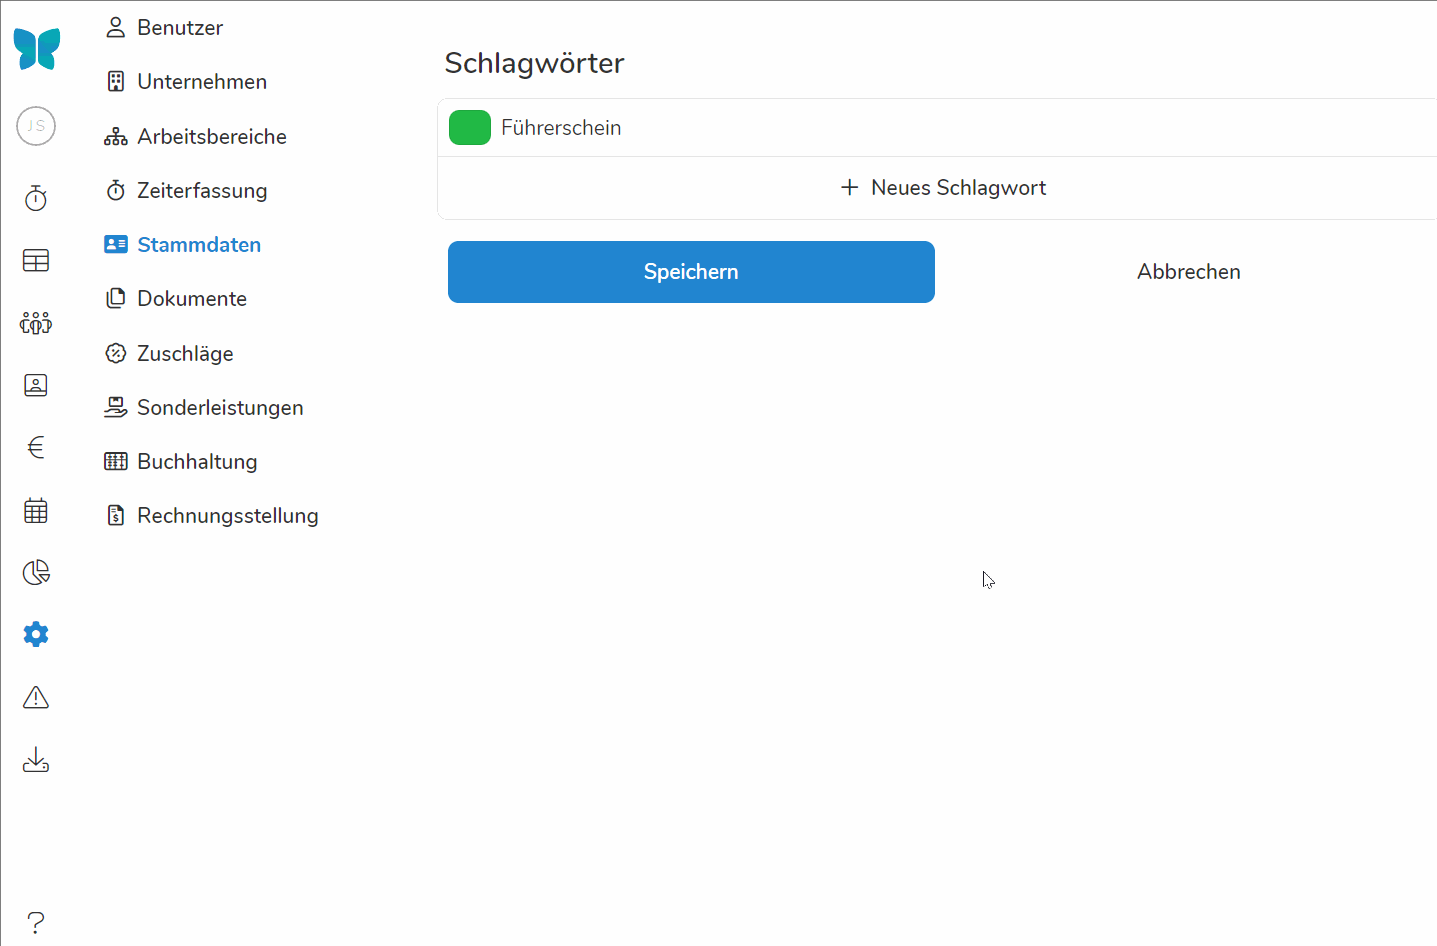 JS
Benutzer
Unternehmen
Arbeitsbereiche
Zeiterfassung
Stammdaten
Dokumente
Zuschläge
Sonderleistungen
Buchhaltung
Rechnungsstellung
Schlagwörter
Führerschein
+ Neues Schlagwort
Speichern
Abbrechen
?